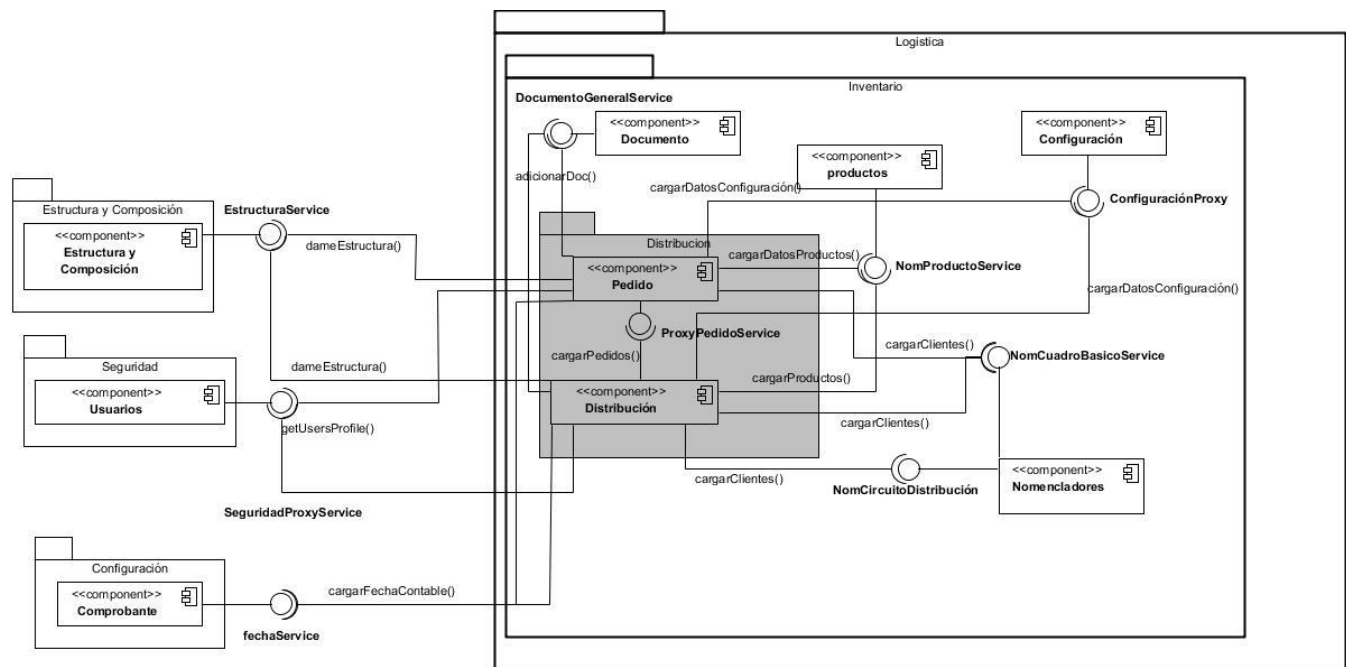 Logistica
Inventario
DocumentoGeneralService
<<component>>
Documento
<<component>>
Configuración
<<component>>
productos
adicionarDoc()
cargarDatosConfiguración()
ConfiguraciónProxy
Estructura y Composición
<<component>>
Estructura y
Composición
EstructuraService
dameEstructura()
Distribucion
<<component>>
Pedido
cargarDatosProductos()
NomProductoService
cargarDatosConfiguración()
ProxyPedidoService
cargarPedidos()
cargarClientes()
NomCuadroBasicoService
Seguridad
<<component>>
Usuarios
dameEstructura()
getUsersProfile()
<<component>>
Distribución
cargarProductos()
cargarClientes()
cargarClientes()
NomCircuitoDistribución
<<component>>
Nomencladores
SeguridadProxyService
Configuración
<<component>>
Comprobante
cargarFechaContable()
fechaService